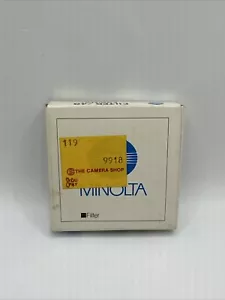 119
9918
THE CAMERA SHOP
MINOLTA
Filter